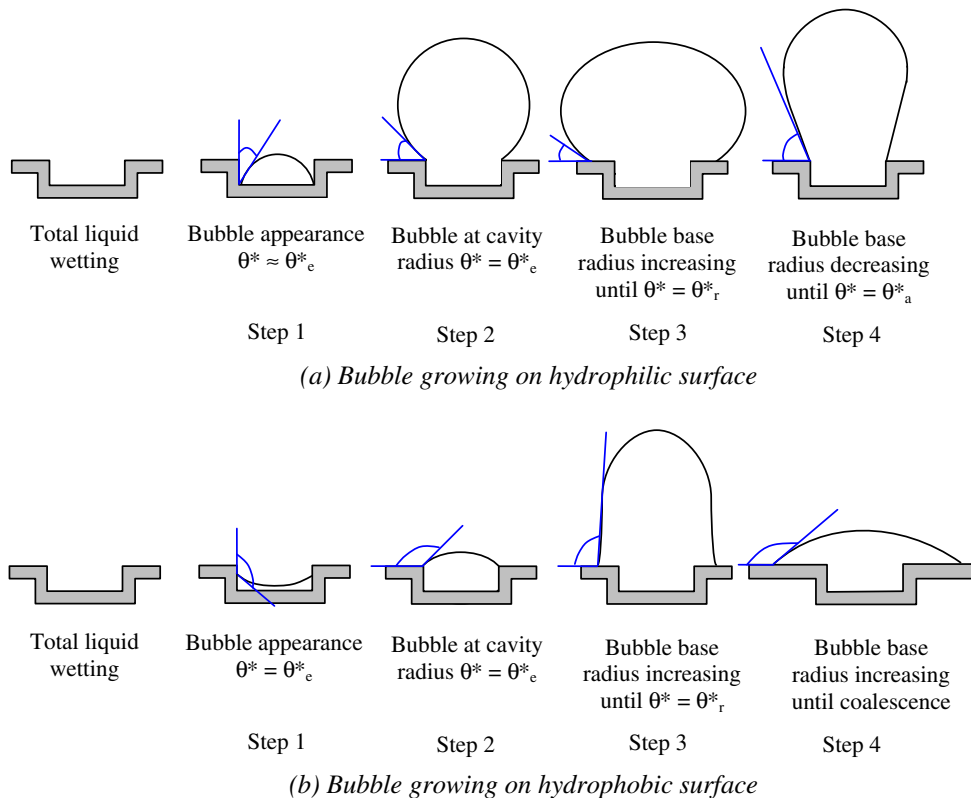 Total liquid
wetting
Bubble appearance
θ* ≈ θ*e
Step 1
Bubble at cavity
radius θ* = θ*e
Step 2
Bubble base
radius increasing
until θ* = θ*r
Step 3
Bubble base
radius decreasing
until θ* = θ*a
Step 4
(a) Bubble growing on hydrophilic surface
Total liquid
wetting
Bubble appearance
θ* = θ*e
Step 1
Bubble at cavity
radius θ* = θ*e
Step 2
Bubble base
radius increasing
until θ* = θ*r
Step 3
Bubble base
radius increasing
until coalescence
Step 4
(b) Bubble growing on hydrophobic surface